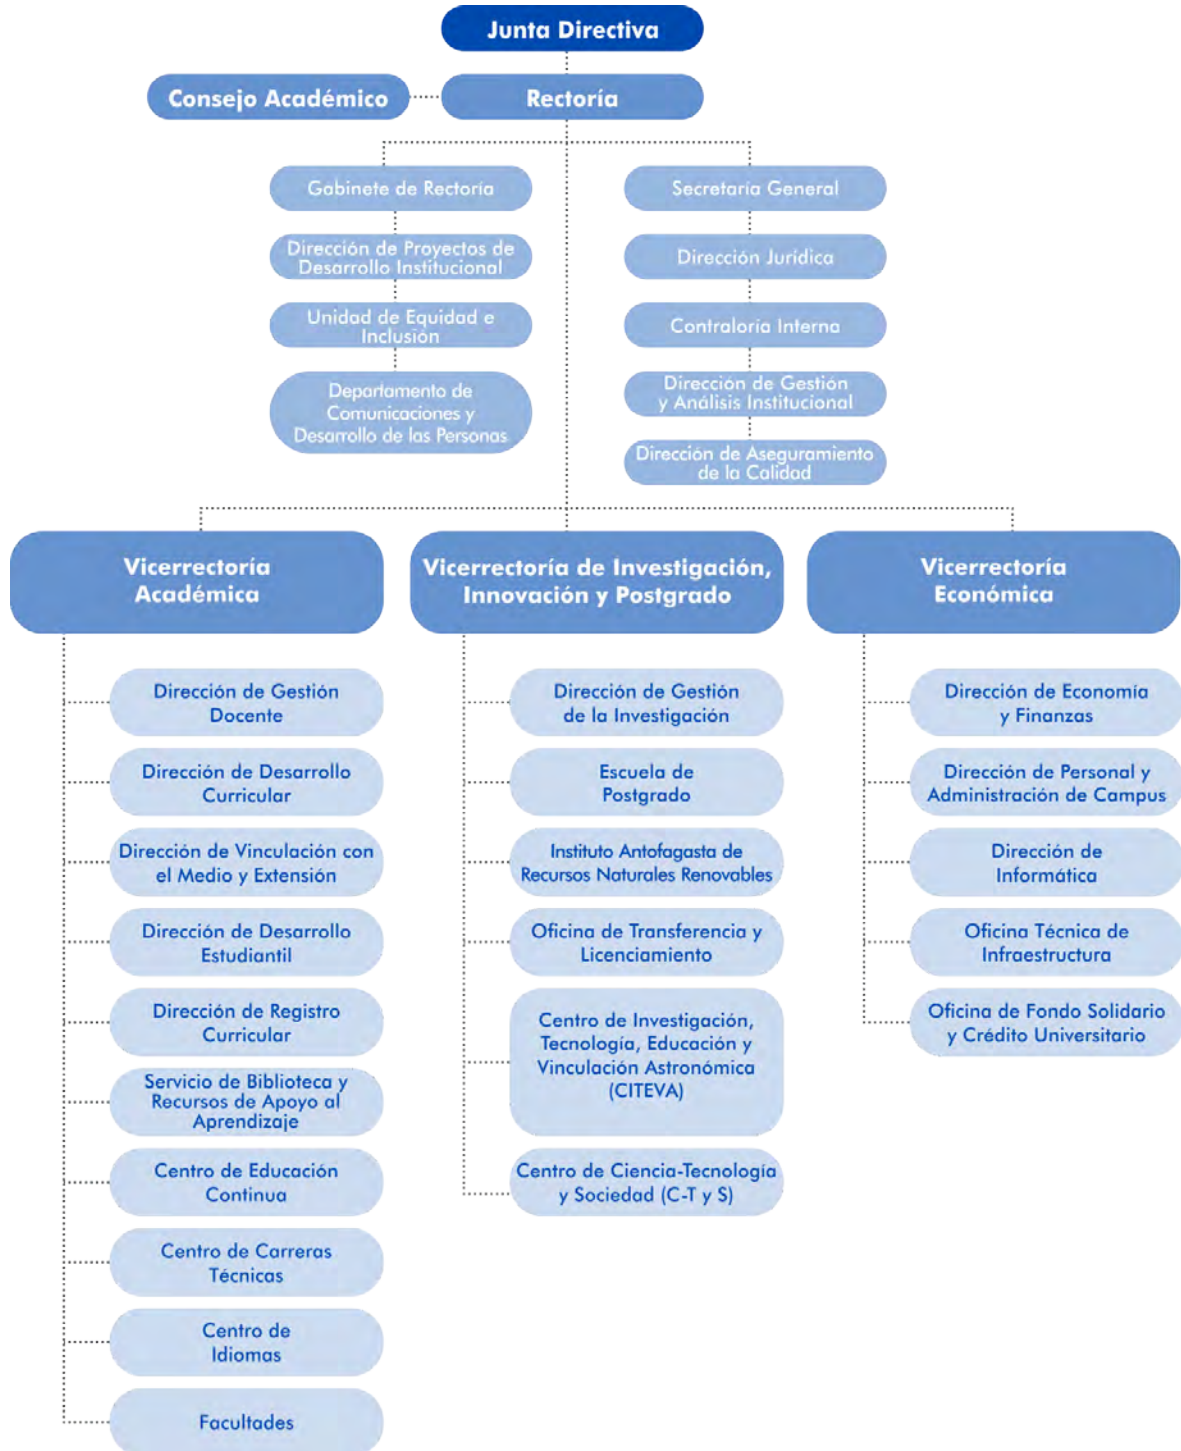 Junta Directiva
Consejo Académico
Rectoría
Gabinete de Rectoría
Dirección de Proyectos de
Desarrollo Institucional
Unidad de Equidad e
Inclusión
Departamento de
Comunicaciones y
Desarrollo de las Personas
Secretaría General
Dirección Jurídica
Contraloría Interna
Dirección de Gestión
y Análisis Institucional
Dirección de Aseguramiento
de la Calidad
Vicerrectoría
Académica
Dirección de Gestión
Docente
Dirección de Desarrollo
Curricular
Dirección de Vinculación con
el Medio y Extensión
Dirección de Desarrollo
Estudiantil
Dirección de Registro
Curricular
Servicio de Biblioteca y
Recursos de Apoyo al
Aprendizaje
Centro de Educación
Continua
Centro de Carreras
Técnicas
Centro de
Idiomas
Facultades
Vicerrectoría de Investigación,
Innovación y Postgrado
Dirección de Gestión
de la Investigación
Escuela de
Postgrado
Instituto Antofagasta de
Recursos Naturales Renovables
Oficina de Transferencia y
Licenciamiento
Centro de Investigación,
Tecnología, Educación y
Vinculación Astronómica
(CITEVA)
Centro de Ciencia-Tecnología
y Sociedad (C-T y S)
Vicerrectoría
Económica
Dirección de Economía
y Finanzas
Dirección de Personal y
Administración de Campus
Dirección de
Informática
Oficina Técnica de
Infraestructura
Oficina de Fondo Solidario
y Crédito Universitario